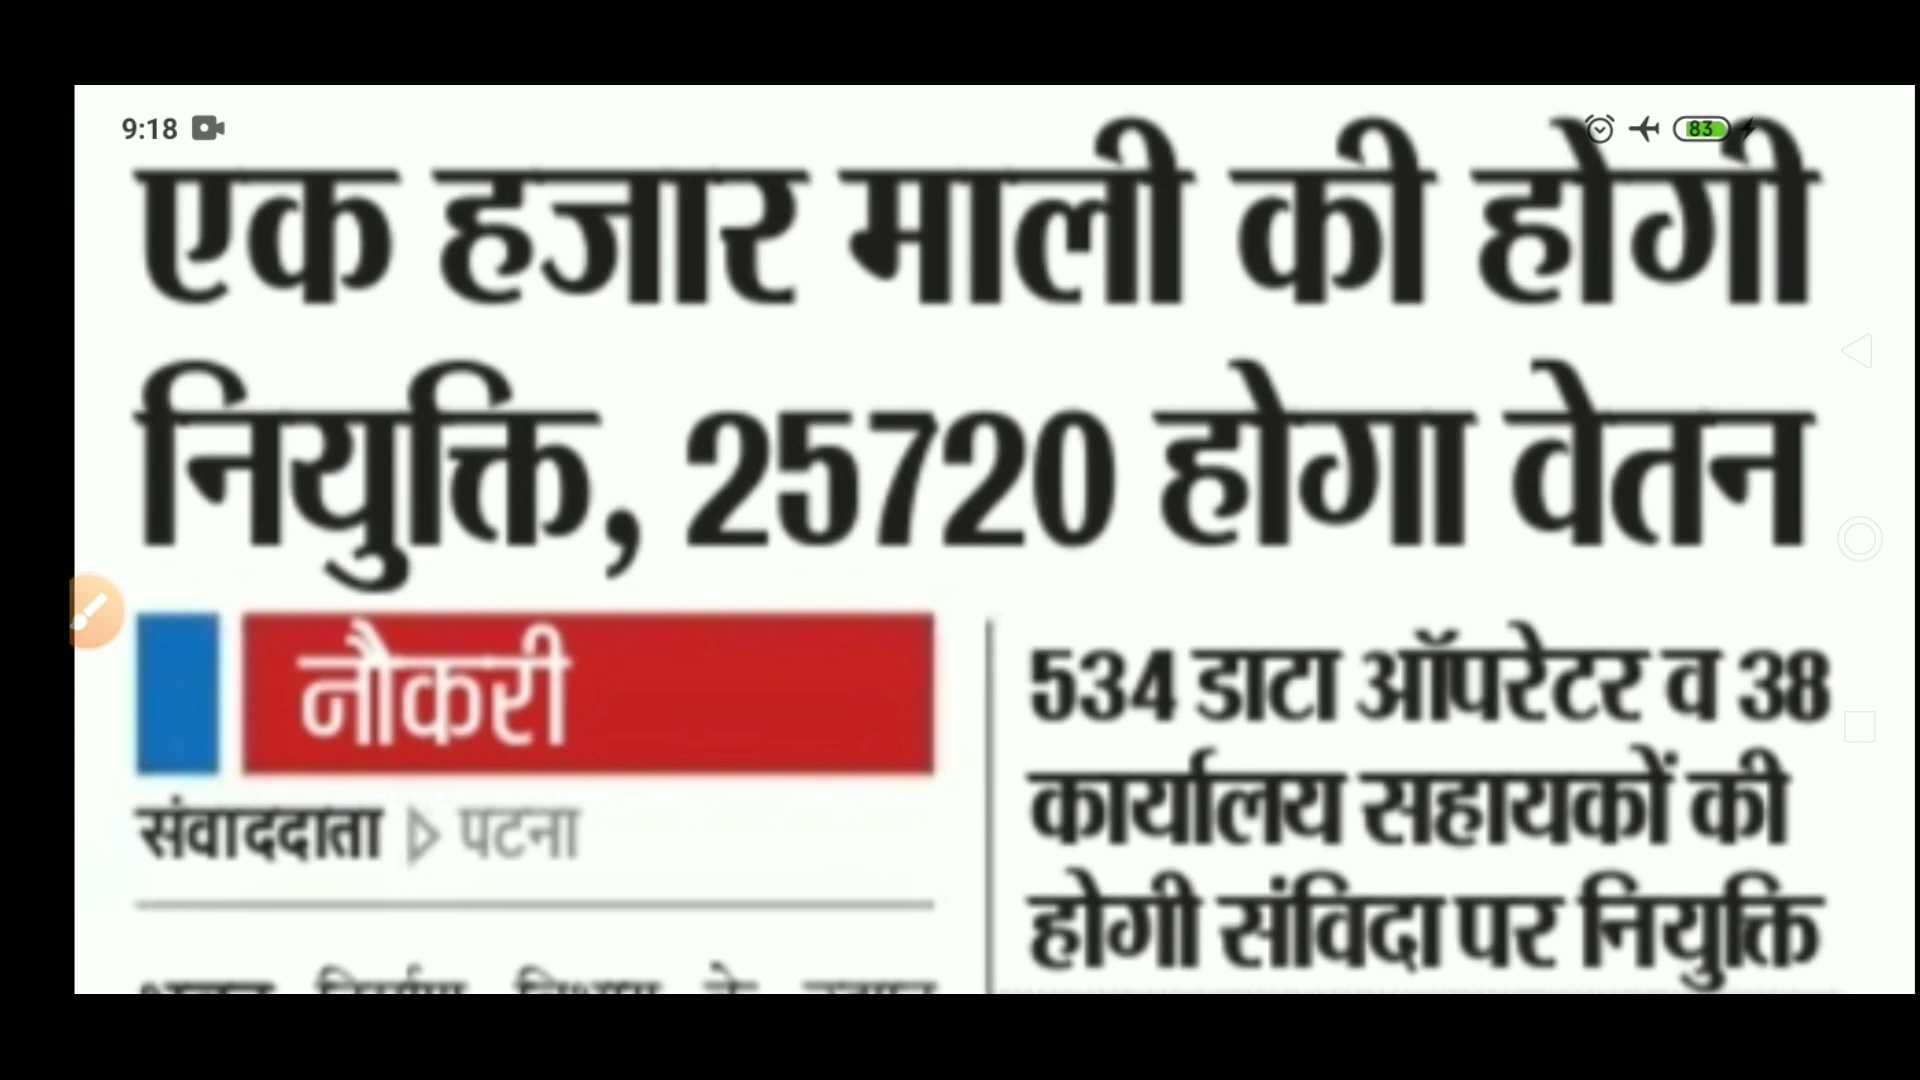 9:18
83
एक हजार माली की होगी
नियुक्ति, 25720 होगा वेतन
नौकरी
संवाददाता ▷ पटना
534 डाटा ऑपरेटर व 38
कार्यालय सहायकों की
होगी संविदा पर नियुक्ति